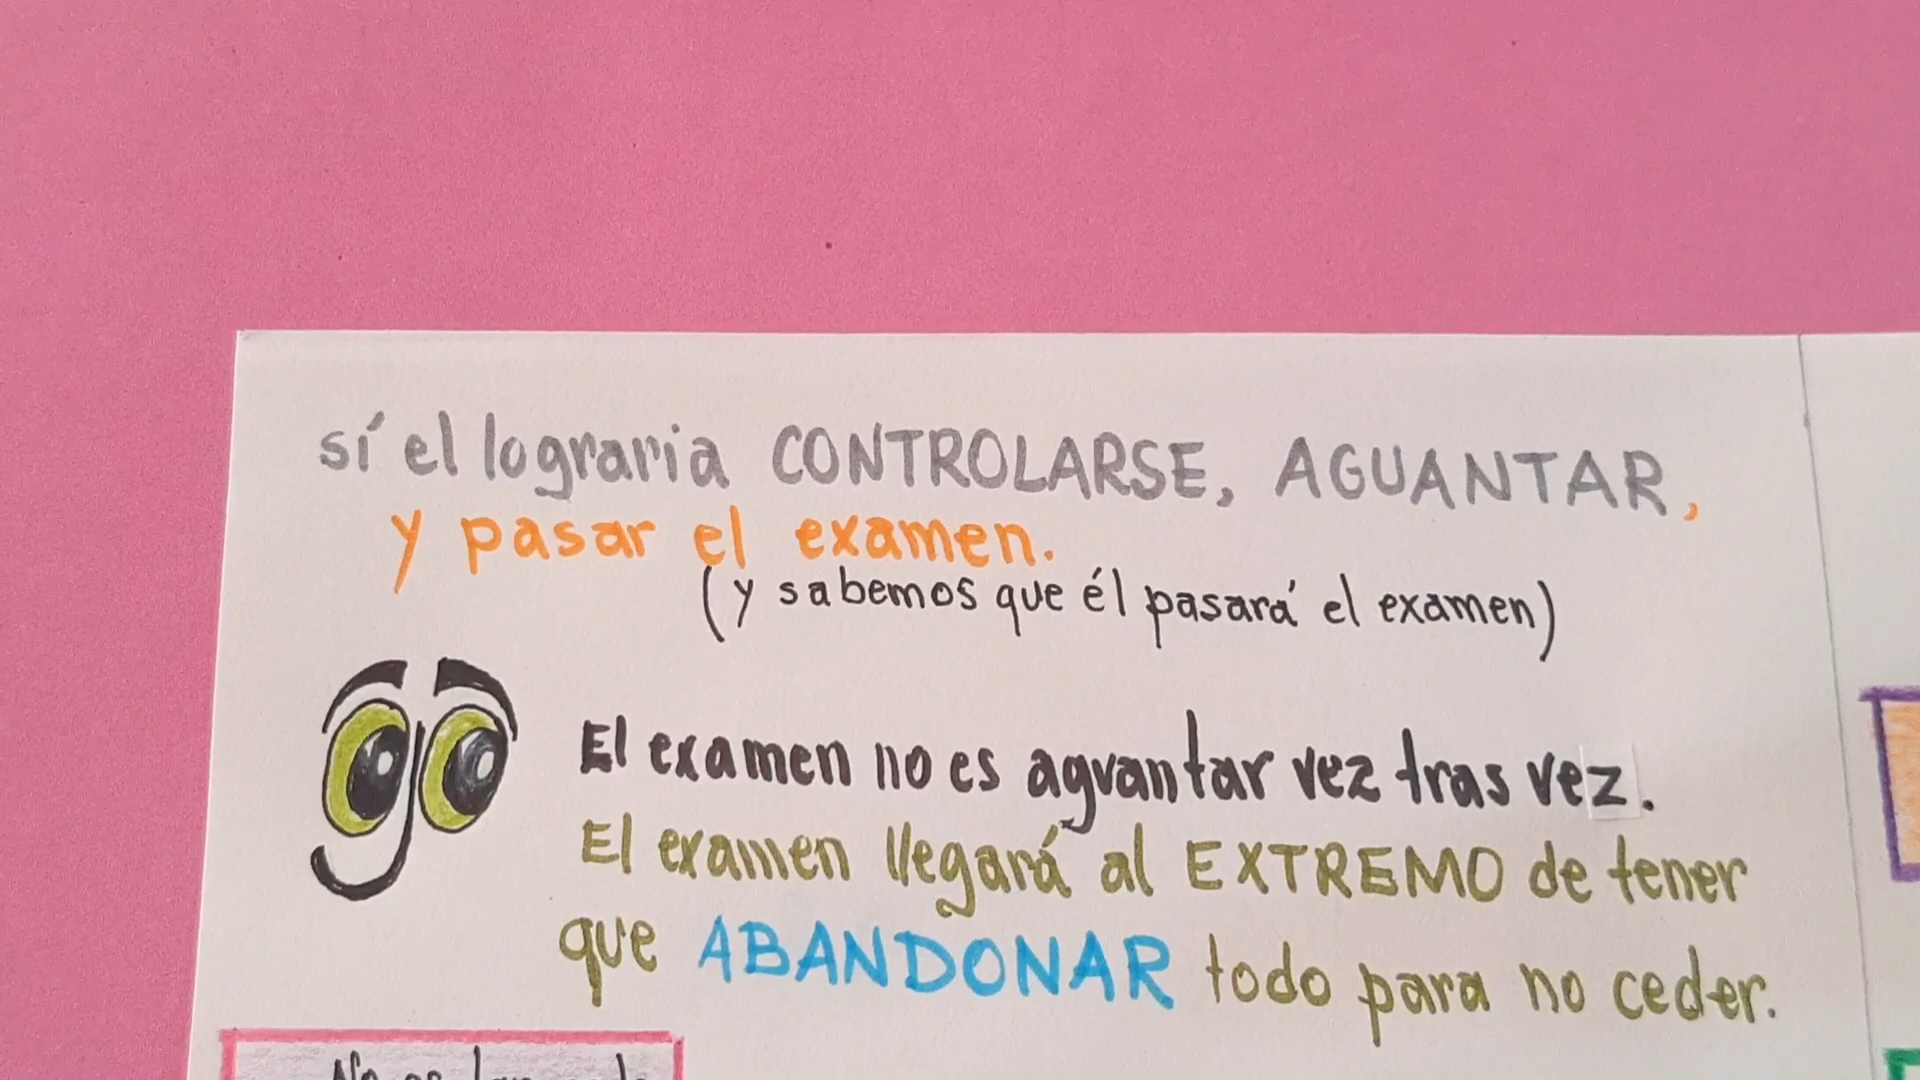 sí el lograria CONTROLARSE, AGUANTAR,
y pasar el examen.
(y sabemos que él pasará el examen)
El examen no es aguantar vez tras vez.
El examen llegará al EXTREMO de tener
que ABANDONAR todo para no ceder.